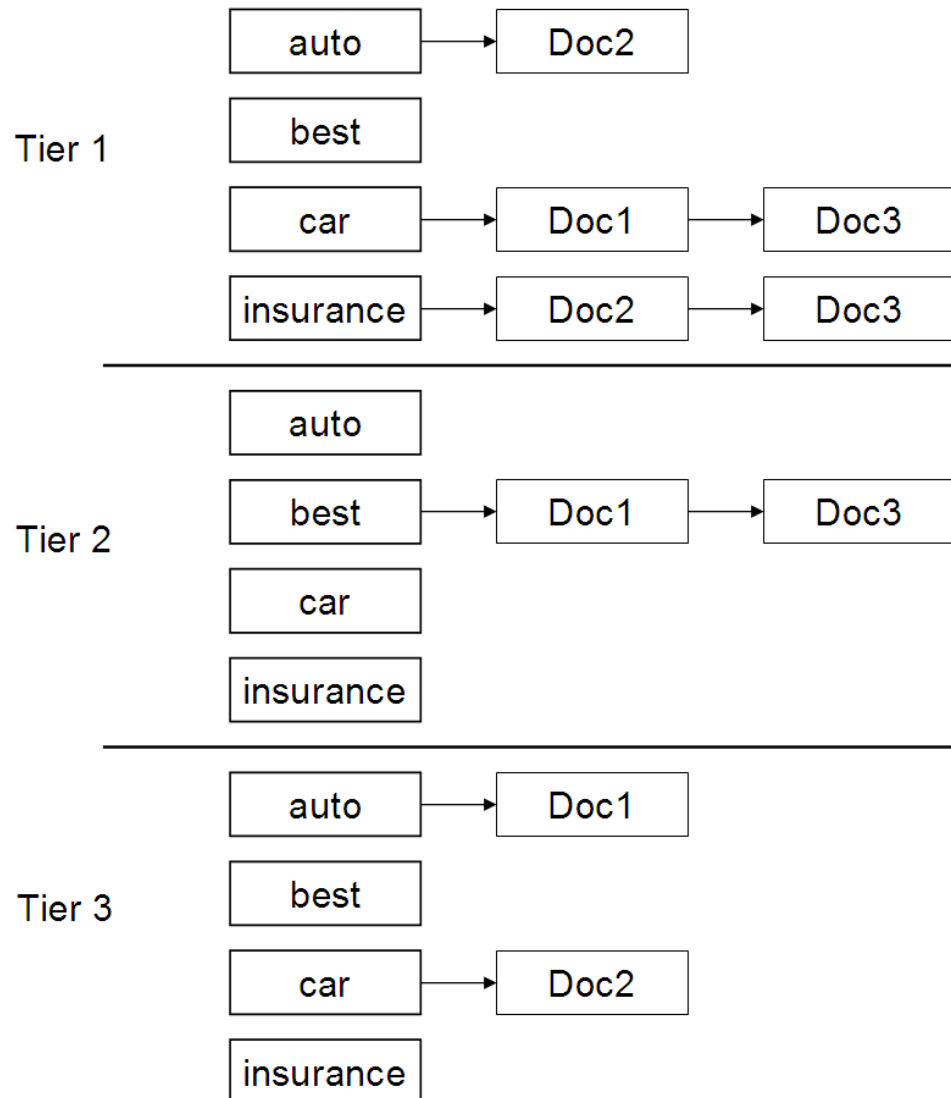 auto Doc2
Tier 1
best
car Doc1 Doc3
insurance Doc2 Doc3
auto
Tier 2
best Doc1 Doc3
car
insurance
auto Doc1
Tier 3
best
car Doc2
insurance